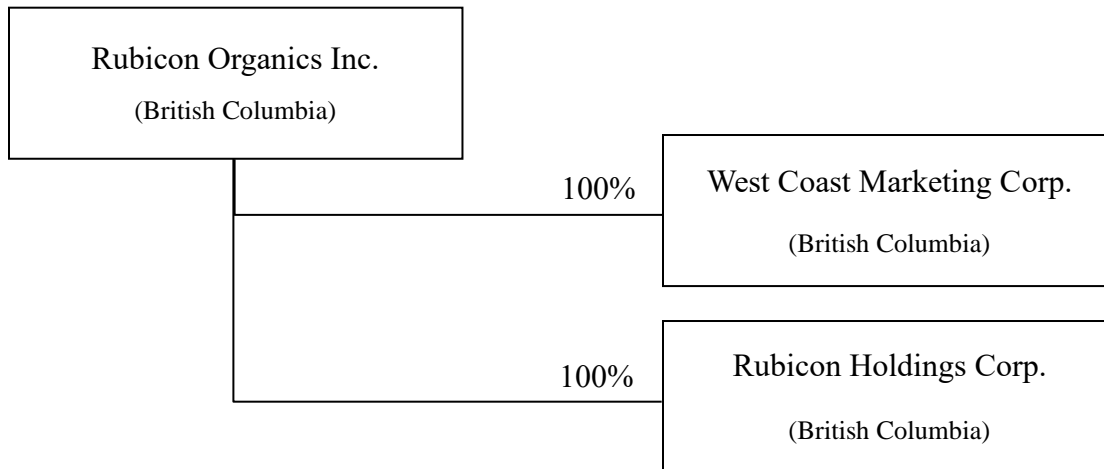 Rubicon Organics Inc.
(British Columbia)
100%
West Coast Marketing Corp.
(British Columbia)
100%
Rubicon Holdings Corp.
(British Columbia)